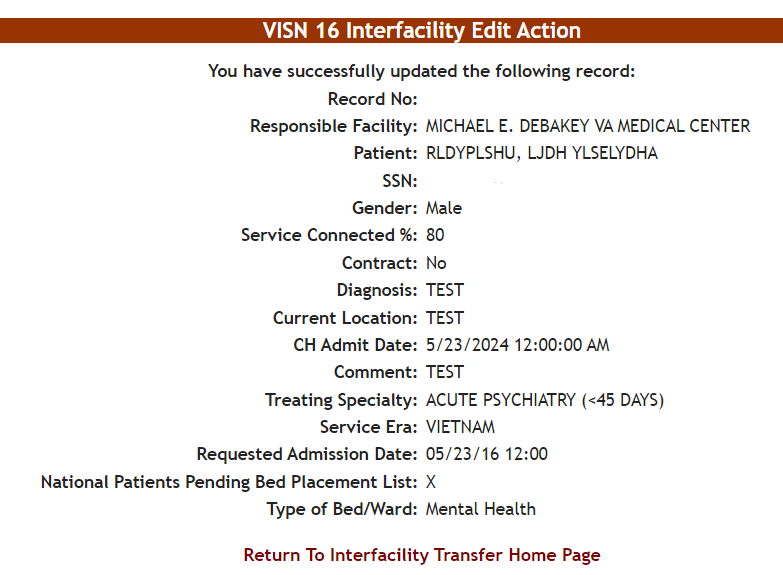 VISN 16 Interfacility Edit Action
You have successfully updated the following record:
Record No:
Responsible Facility: MICHAEL E. DEBAKEY VA MEDICAL CENTER
Patient: RLDYPLSHU, LJDH YLSELYDHA
SSN:
Gender: Male
Service Connected %: 80
Contract: No
Diagnosis: TEST
Current Location: TEST
CH Admit Date: 5/23/2024 12:00:00 AM
Comment: TEST
Treating Specialty: ACUTE PSYCHIATRY (<45 DAYS)
Service Era: VIETNAM
Requested Admission Date: 05/23/16 12:00
National Patients Pending Bed Placement List: X
Type of Bed/Ward: Mental Health
Return To Interfacility Transfer Home Page